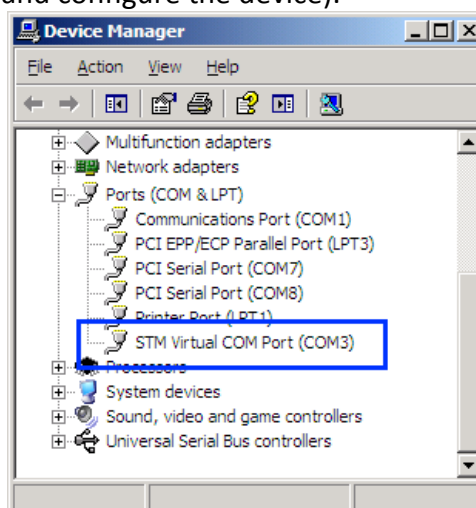 and configure the device).
Device Manager
File Action View Help
Multifunction adapters
Network adapters
Ports (COM & LPT)
Communications Port (COM1)
PCI EPP/ECP Parallel Port (LPT3)
PCI Serial Port (COM7)
PCI Serial Port (COM8)
Printer Port (LPT1)
STM Virtual COM Port (COM3)
Processors
System devices
Sound, video and game controllers
Universal Serial Bus controllers